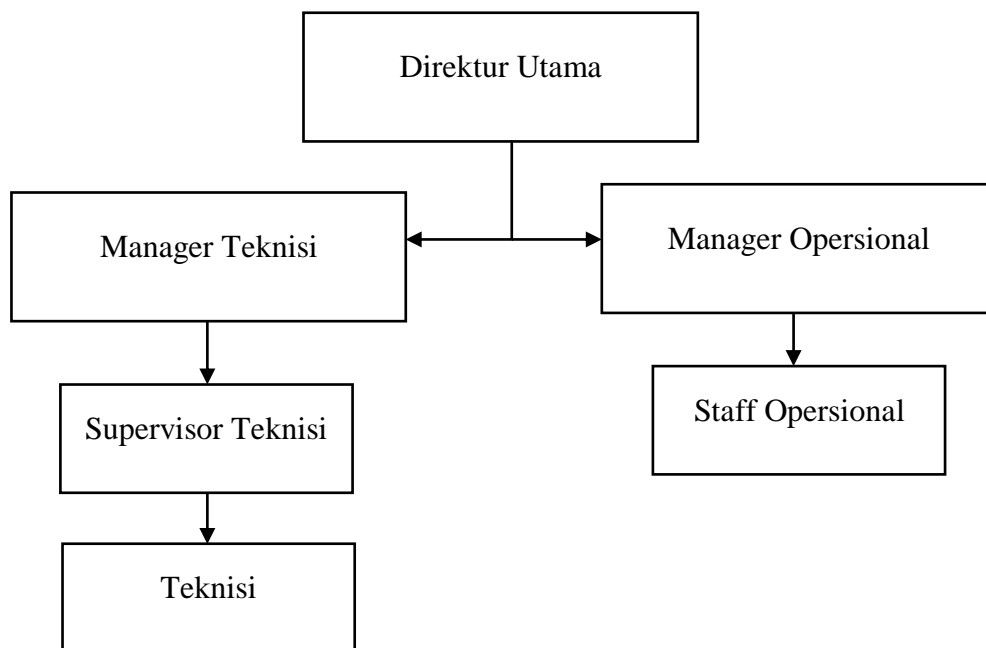 Direktur Utama
Manager Teknisi
Manager Opersional
Supervisor Teknisi
Staff Opersional
Teknisi